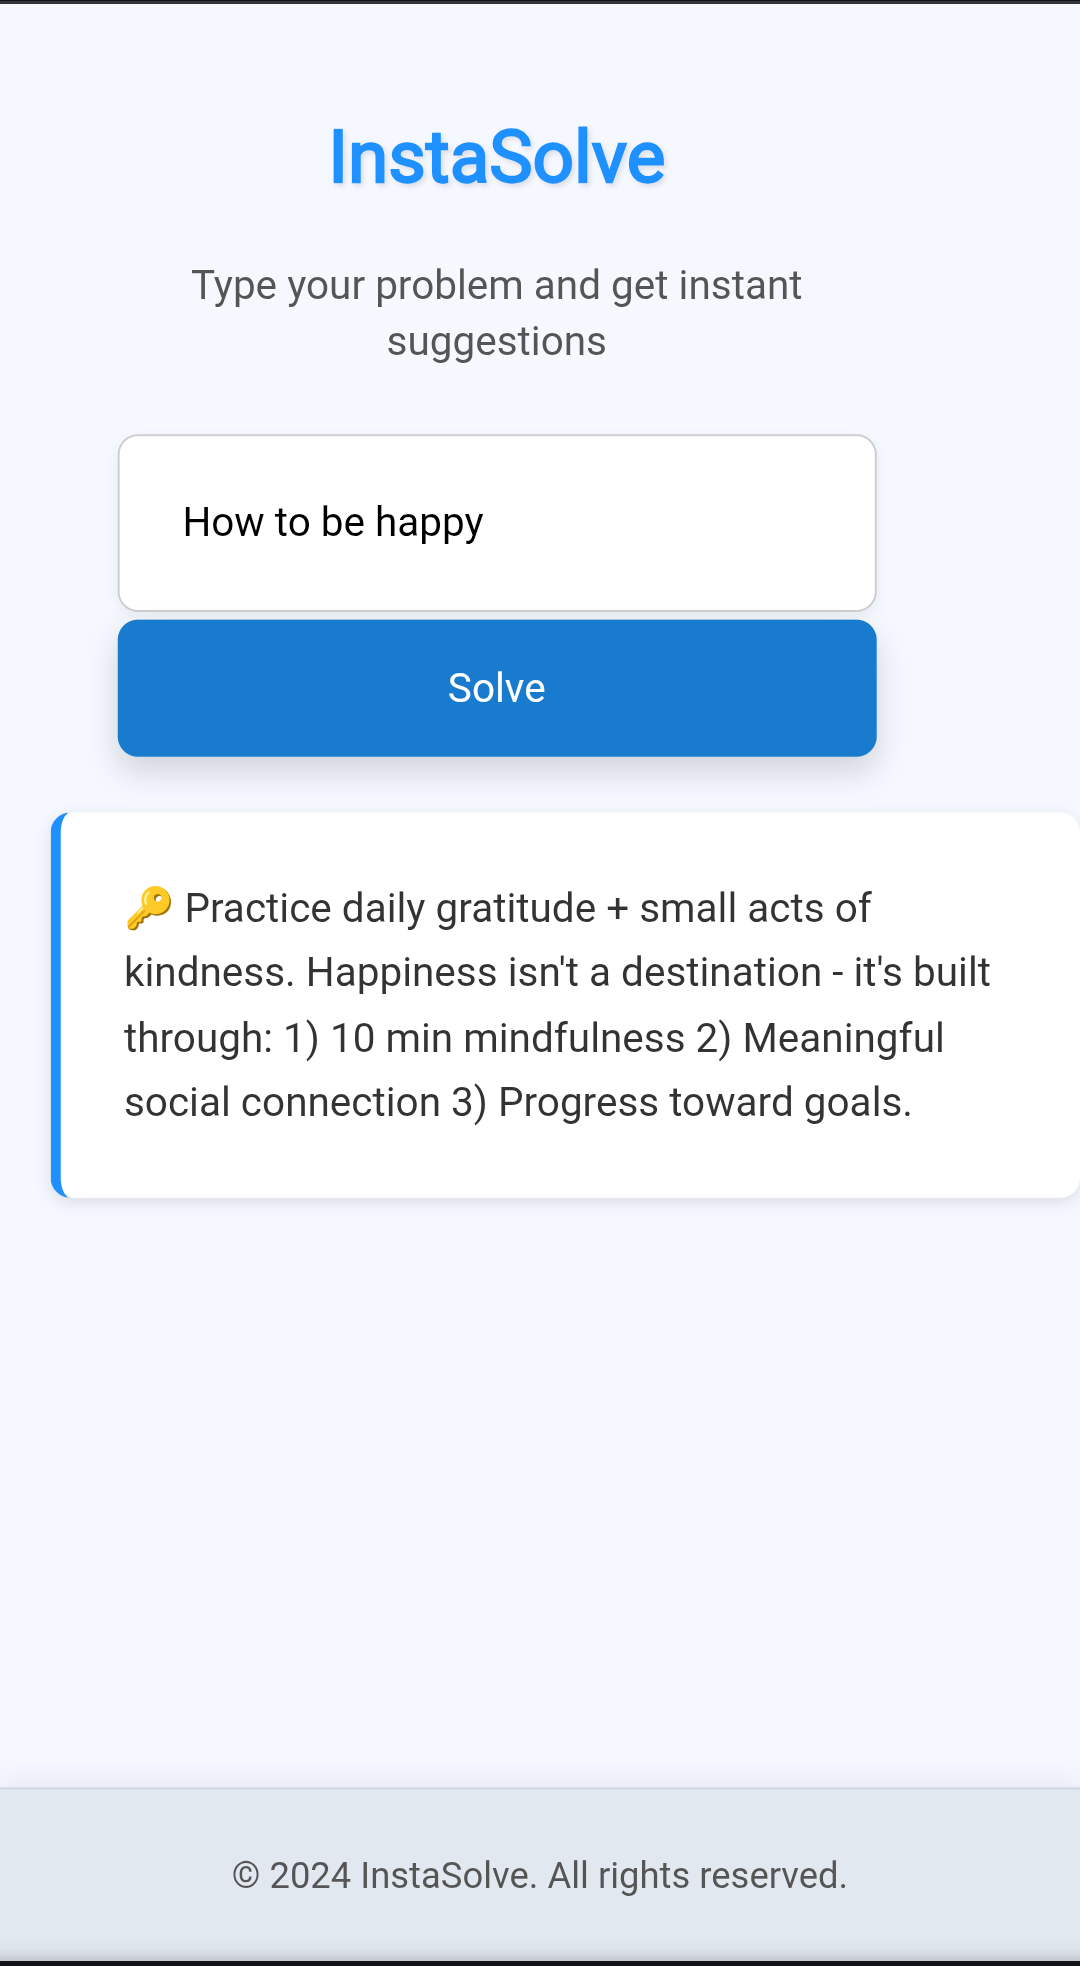 InstaSolve
Type your problem and get instant
suggestions
How to be happy
Solve
🔑 Practice daily gratitude + small acts of
kindness. Happiness isn't a destination - it's built
through: 1) 10 min mindfulness 2) Meaningful
social connection 3) Progress toward goals.
© 2024 InstaSolve. All rights reserved.